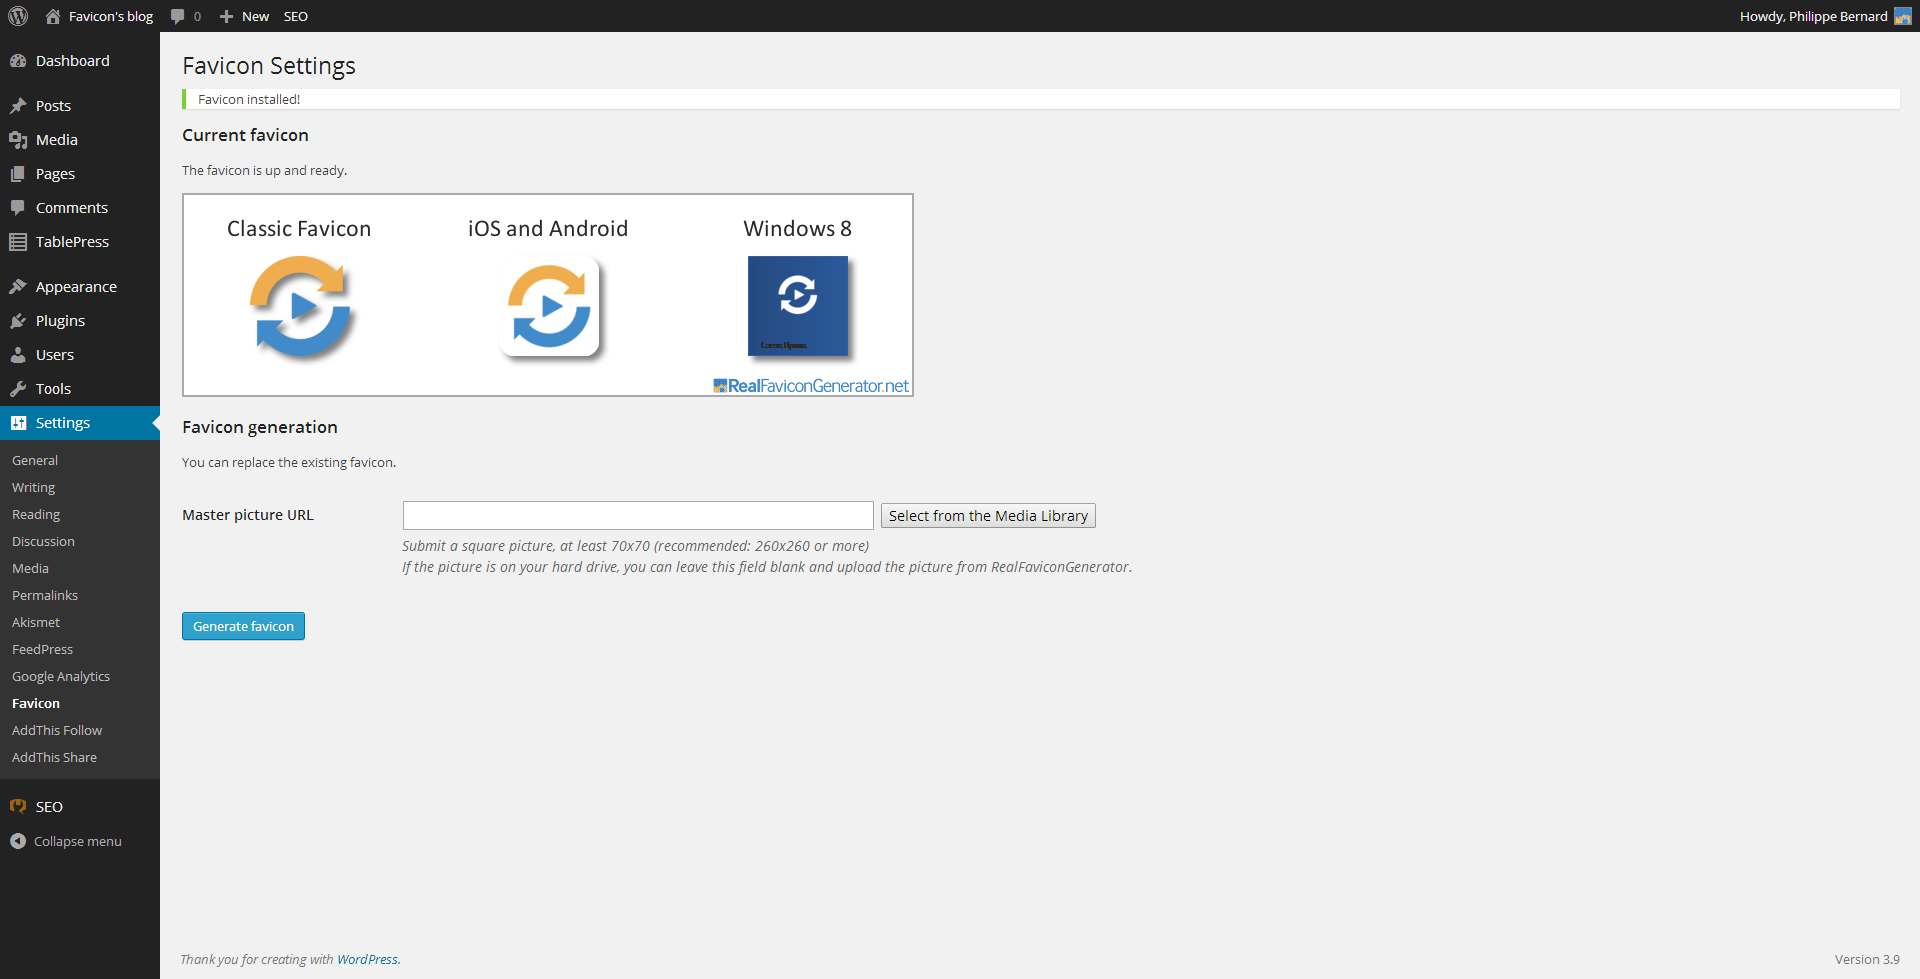 Favicon's blog 0 New SEO Howdy, Philippe Bernard
Dashboard
Posts
Media
Pages
Comments
TablePress
Appearance
Plugins
Users
Tools
Settings
General
Writing
Reading
Discussion
Media
Permalinks
Akismet
FeedPress
Google Analytics
Favicon
AddThis Follow
AddThis Share
SEO
Collapse menu
Favicon Settings
Favicon installed!
Current favicon
The favicon is up and ready.
Classic Favicon iOS and Android Windows 8
Lorem Ipsum
RealFaviconGenerator.net
Favicon generation
You can replace the existing favicon.
Master picture URL Select from the Media Library
Submit a square picture, at least 70x70 (recommended: 260x260 or more)
If the picture is on your hard drive, you can leave this field blank and upload the picture from RealFaviconGenerator.
Generate favicon
Thank you for creating with WordPress. Version 3.9